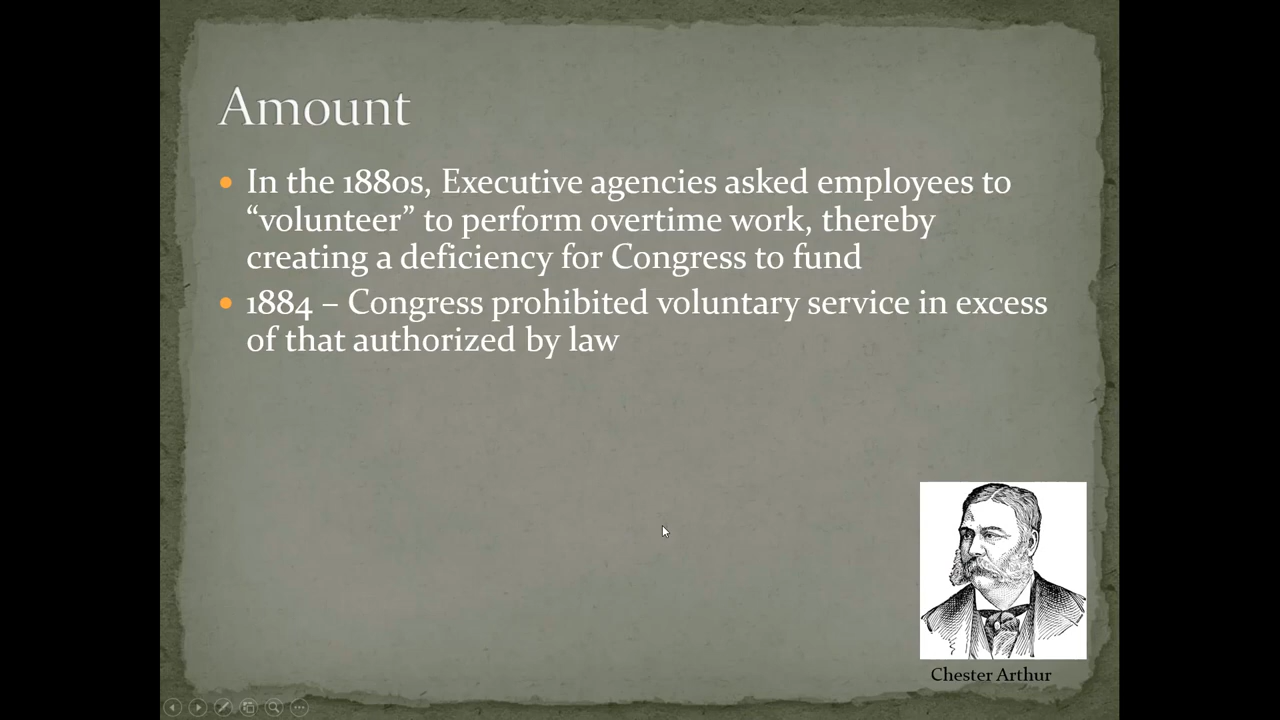 Amount
• In the 1880s, Executive agencies asked employees to
“volunteer” to perform overtime work, thereby
creating a deficiency for Congress to fund
• 1884 – Congress prohibited voluntary service in excess
of that authorized by law
Chester Arthur